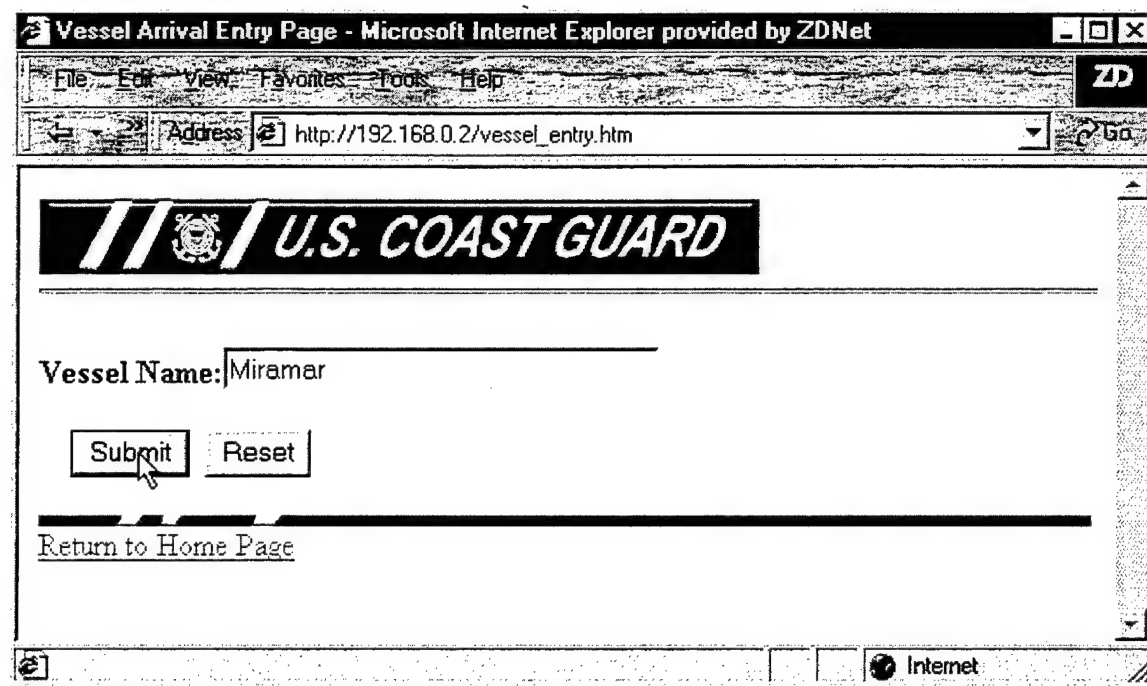 Vessel Arrival Entry Page - Microsoft Internet Explorer provided by ZDNet
File Edit View Favorites Tools Help ZD
Address http://192.168.0.2/vessel_entry.htm Go
U.S. COAST GUARD
Vessel Name: Miramar
Submit Reset
Return to Home Page
Internet